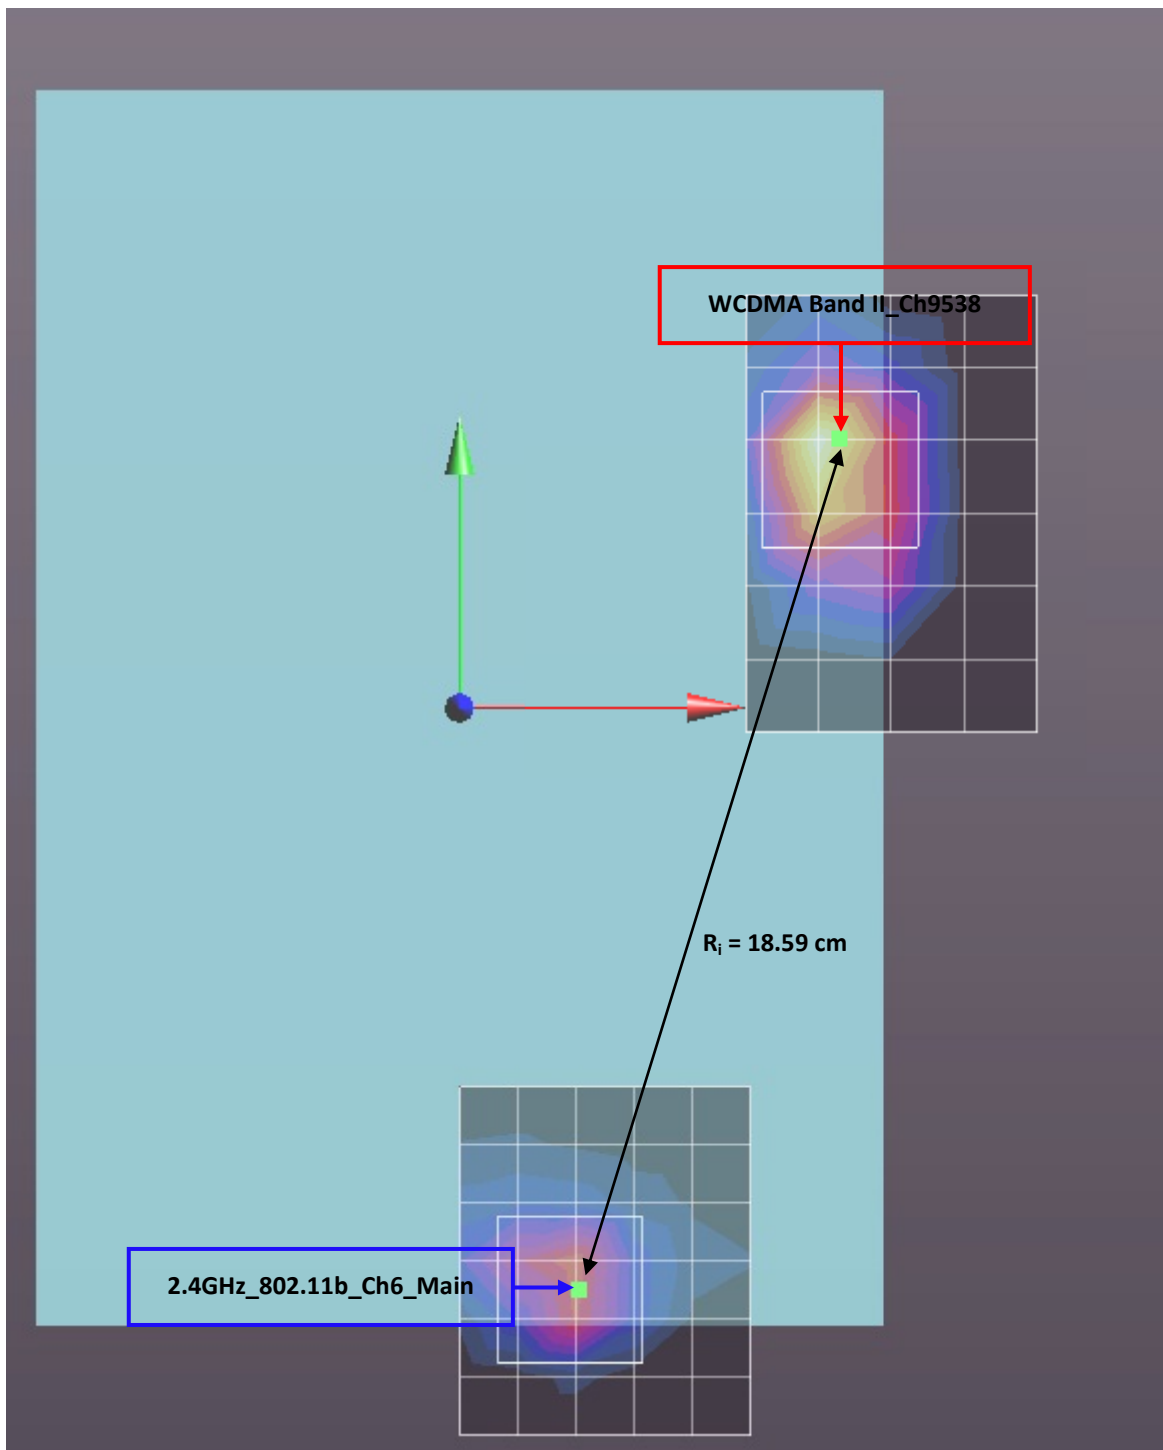 WCDMA Band II_Ch9538
Rᵢ = 18.59 cm
2.4GHz_802.11b_Ch6_Main